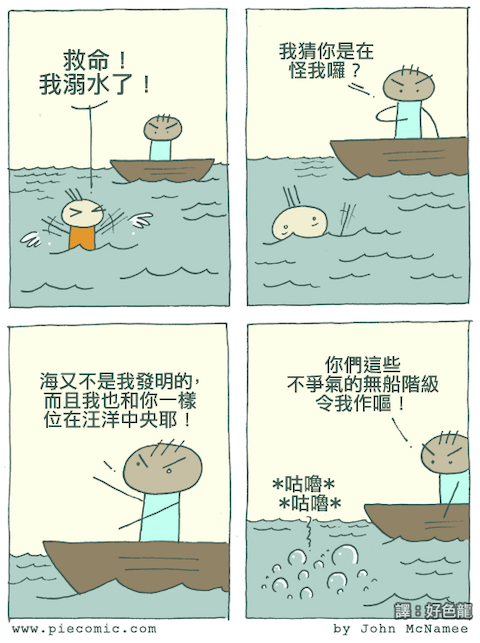 救命！
我溺水了！
我猜你是在
怪我囉？
海又不是我發明的，
而且我也和你一樣
位在汪洋中央耶！
你們這些
不爭氣的無船階級
令我作嘔！
*咕嚕*
*咕嚕*
譯：好色龍
www.piecomic.com
by John McNamee